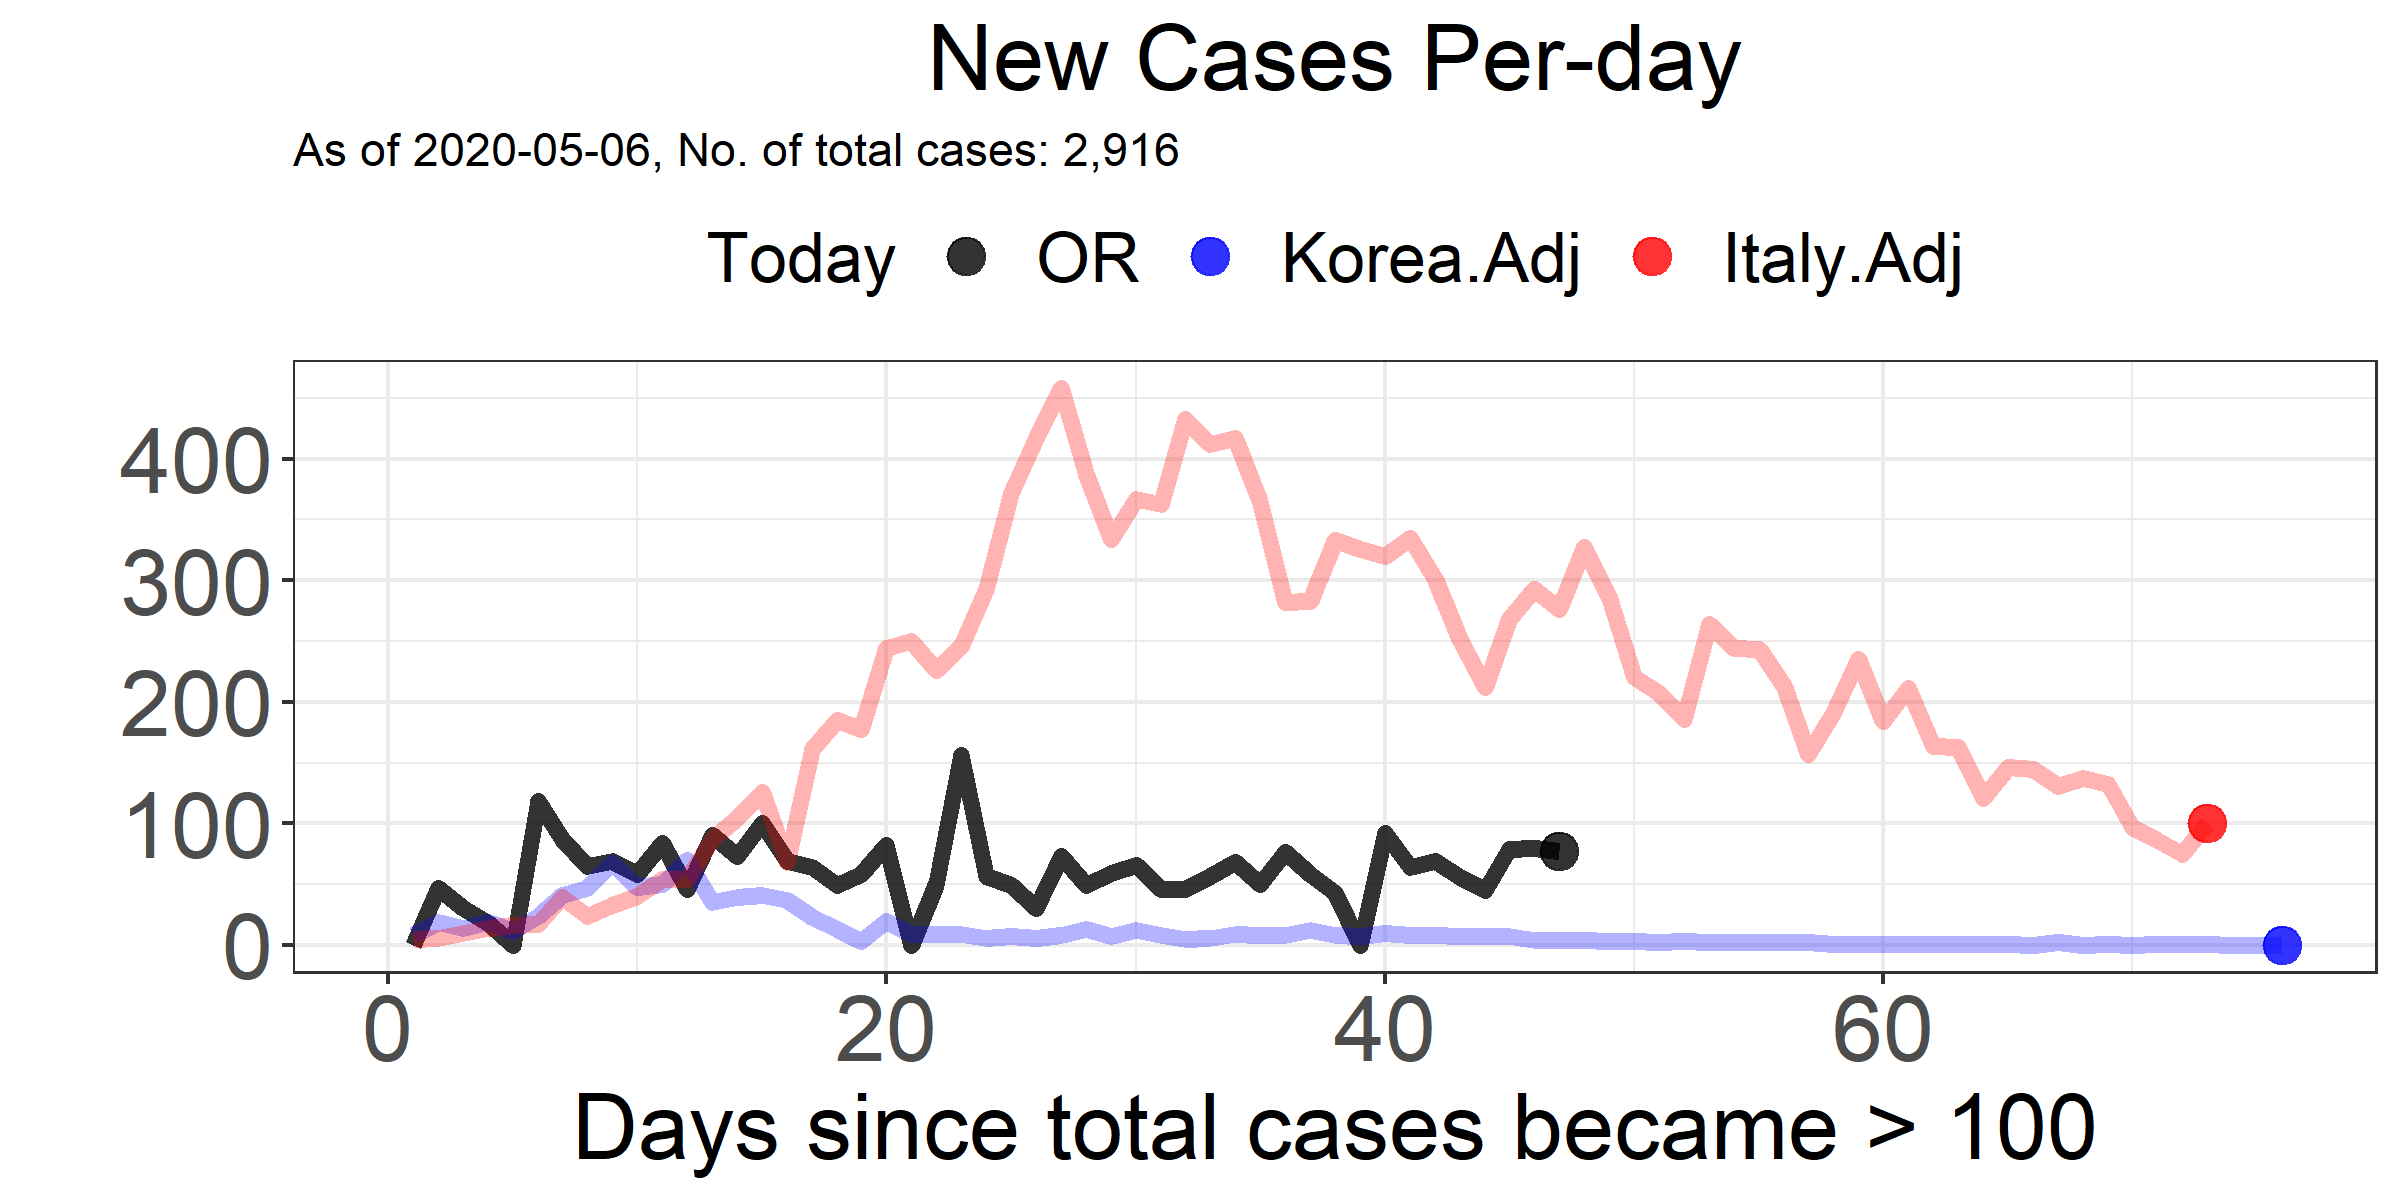 New Cases Per-day
As of 2020-05-06, No. of total cases: 2,916
Today OR Korea.Adj Italy.Adj
400
300
200
100
0
0 20 40 60
Days since total cases became > 100